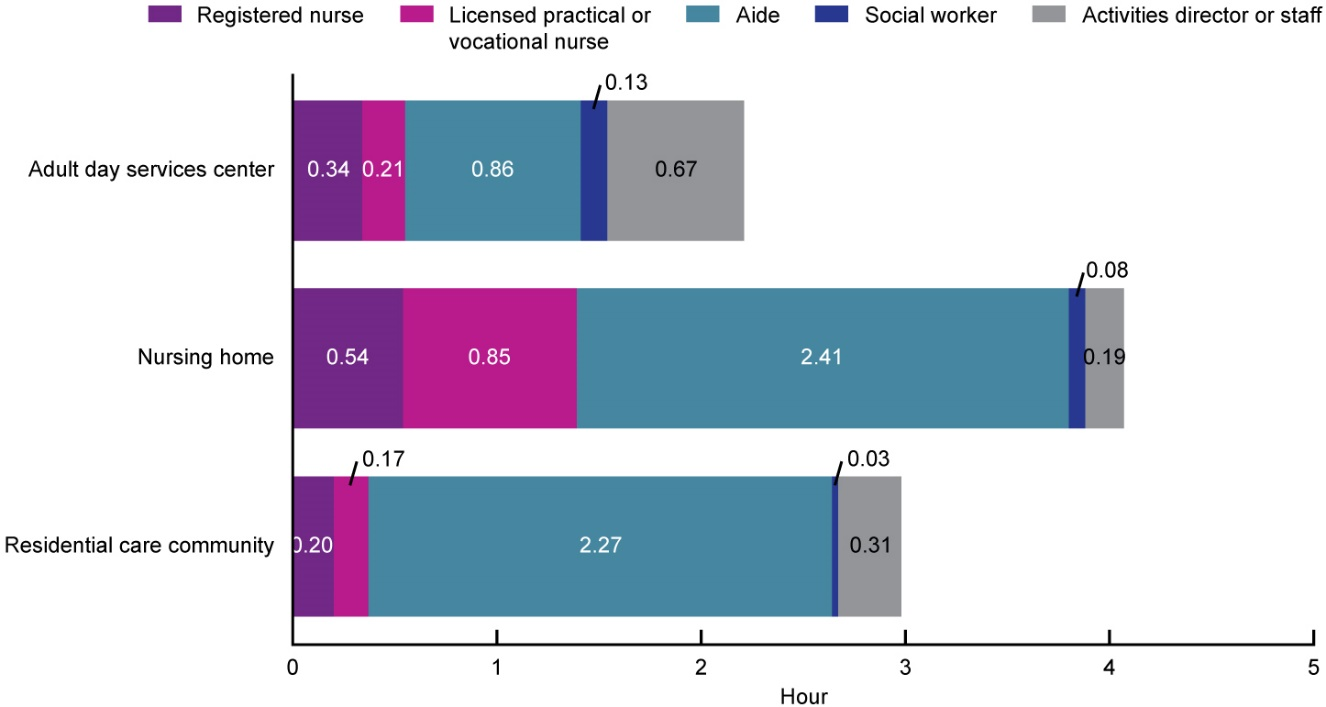 Registered nurse
Licensed practical or
vocational nurse
Aide
Social worker
Activities director or staff
0.13
Adult day services center
0.34
0.21
0.86
0.67
0.08
Nursing home
0.54
0.85
2.41
0.19
0.17
0.03
Residential care community
0.20
2.27
0.31
0
1
2
3
4
5
Hour